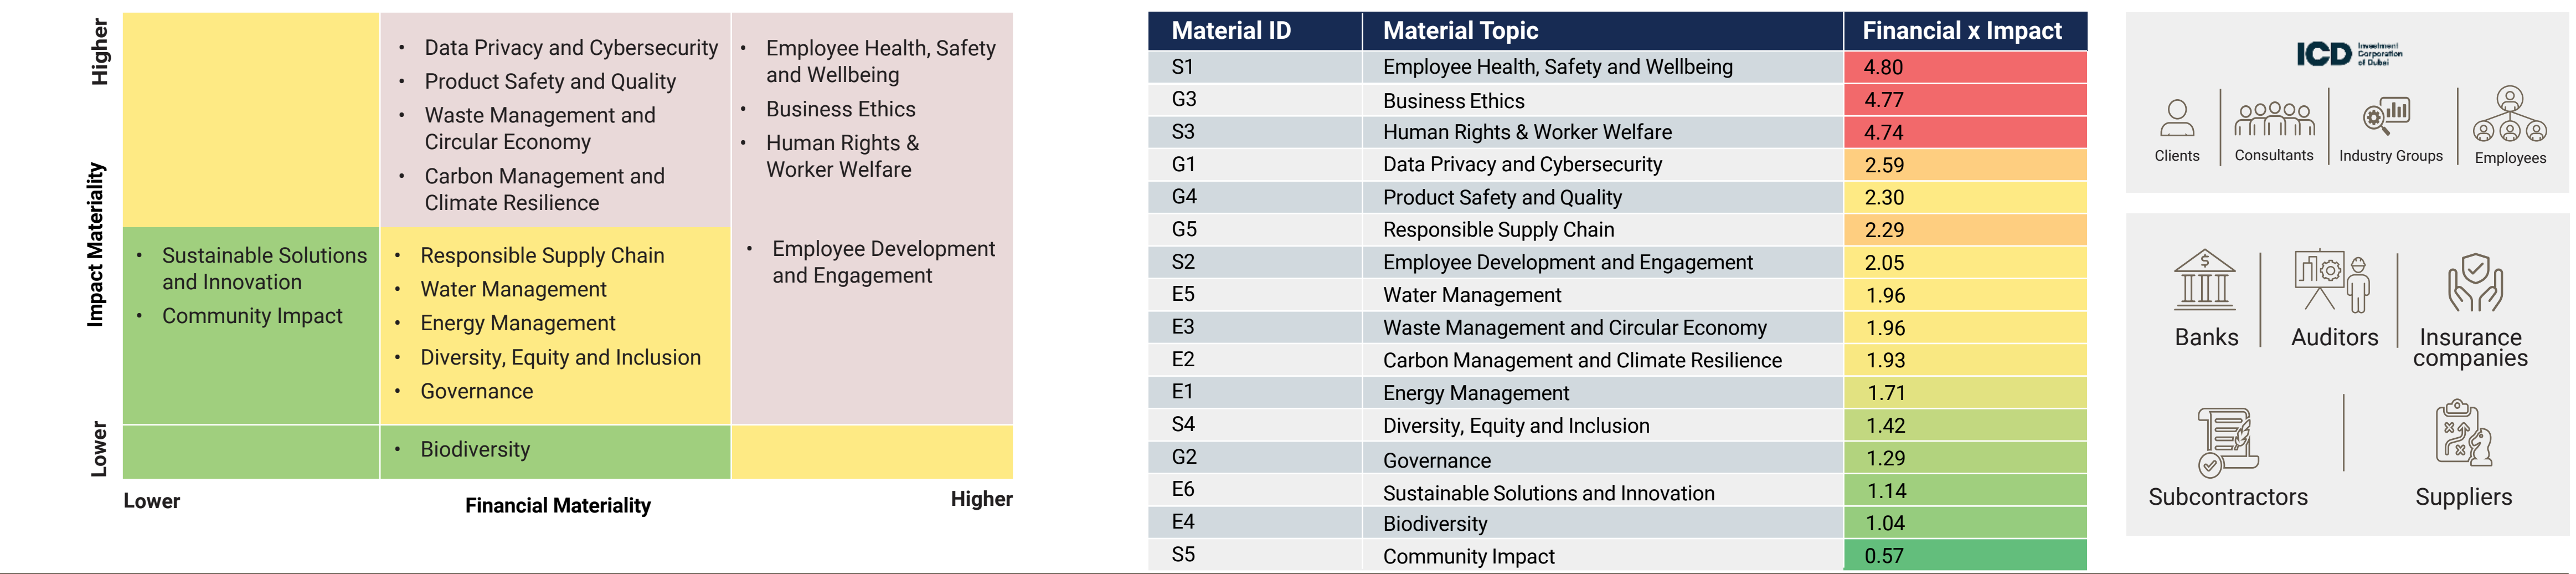 Higher
Impact Materiality
Lower
• Data Privacy and Cybersecurity
• Product Safety and Quality
• Waste Management and
Circular Economy
• Carbon Management and
Climate Resilience
• Employee Health, Safety
and Wellbeing
• Business Ethics
• Human Rights &
Worker Welfare
• Sustainable Solutions
and Innovation
• Community Impact
• Responsible Supply Chain
• Water Management
• Energy Management
• Diversity, Equity and Inclusion
• Governance
• Employee Development
and Engagement
• Biodiversity
Lower
Financial Materiality
Higher
Material ID Material Topic Financial x Impact
S1 Employee Health, Safety and Wellbeing 4.80
G3 Business Ethics 4.77
S3 Human Rights & Worker Welfare 4.74
G1 Data Privacy and Cybersecurity 2.59
G4 Product Safety and Quality 2.30
G5 Responsible Supply Chain 2.29
S2 Employee Development and Engagement 2.05
E5 Water Management 1.96
E3 Waste Management and Circular Economy 1.96
E2 Carbon Management and Climate Resilience 1.93
E1 Energy Management 1.71
S4 Diversity, Equity and Inclusion 1.42
G2 Governance 1.29
E6 Sustainable Solutions and Innovation 1.14
E4 Biodiversity 1.04
S5 Community Impact 0.57
ICD Investment
Corporation
of Dubai
Clients
Consultants
Industry Groups
Employees
Banks
Auditors
Insurance
companies
Subcontractors
Suppliers